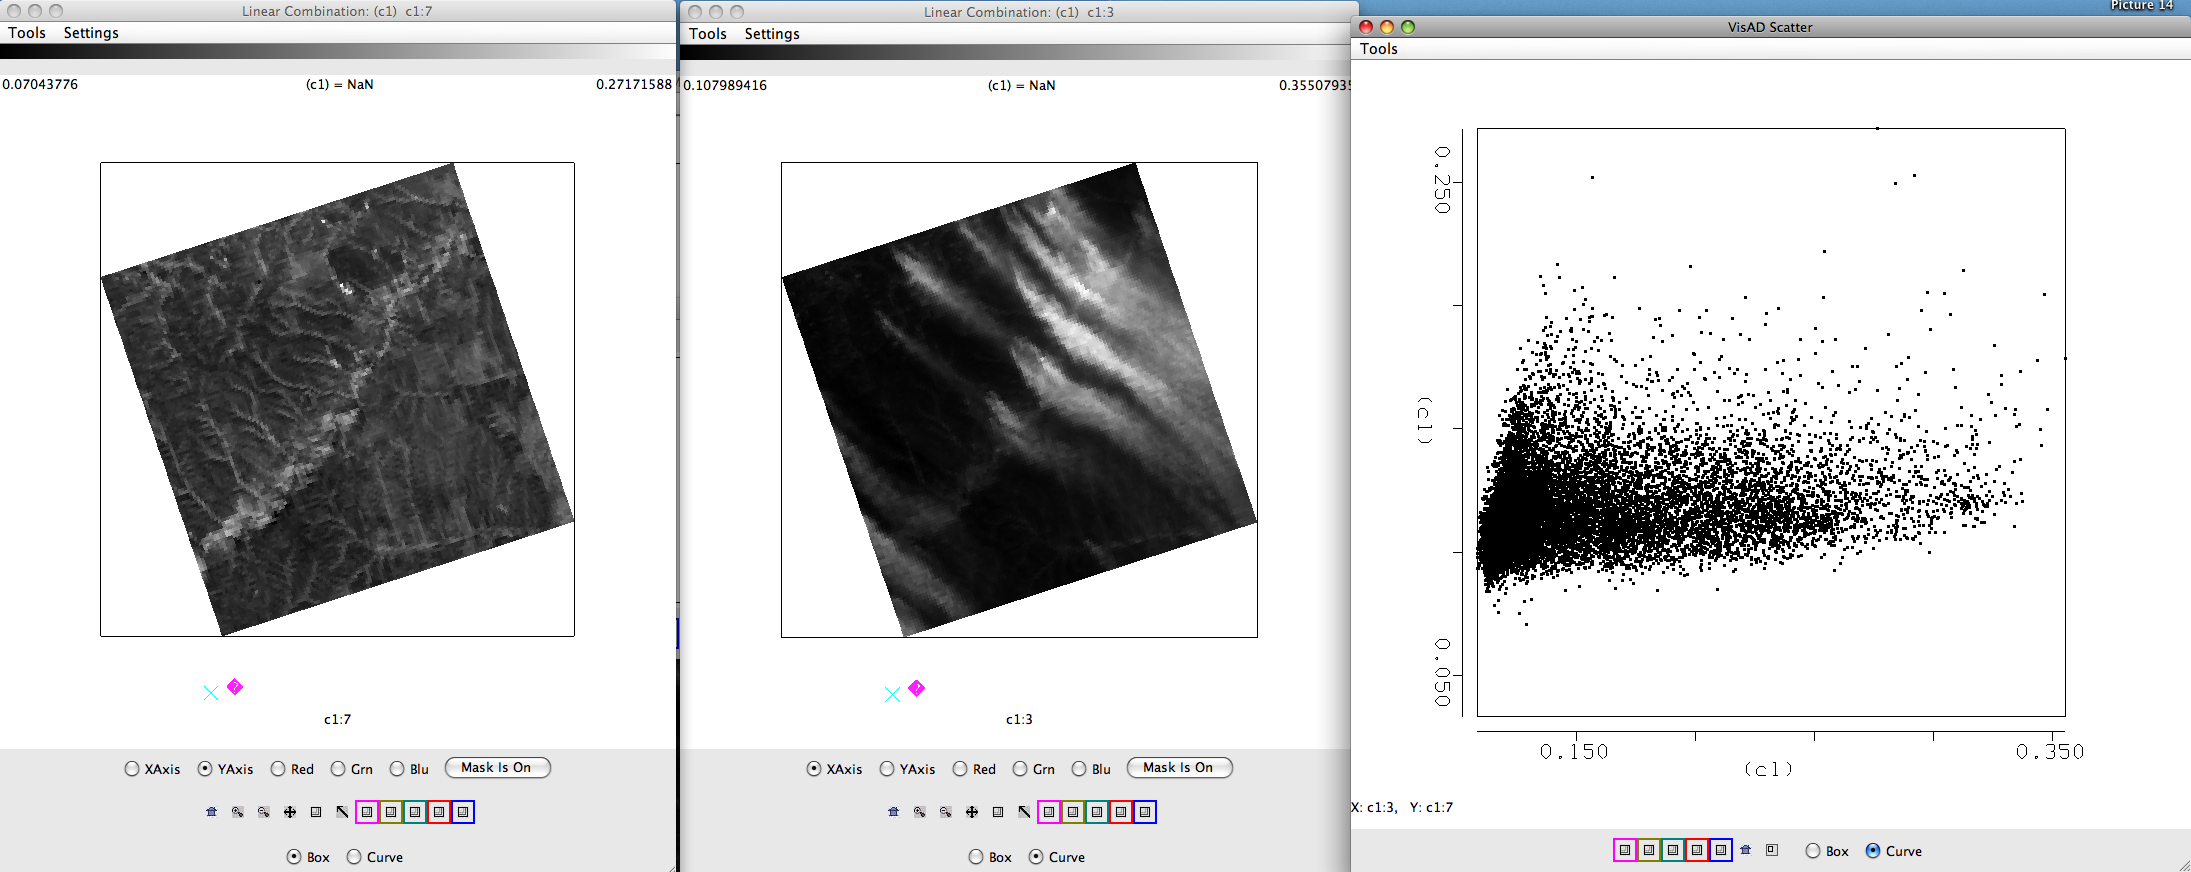 Linear Combination: (c1) c1:7
Tools Settings
0.07043776 (c1) = NaN 0.27171588
c1:7
XAxis YAxis Red Grn Blu Mask Is On
Box Curve
Linear Combination: (c1) c1:3
Tools Settings
0.107989416 (c1) = NaN 0.35507935
c1:3
XAxis YAxis Red Grn Blu Mask Is On
Box Curve
Picture 14
VisAD Scatter
Tools
0.250
(c1)
0.050
0.150 0.350
(c1)
X: c1:3, Y: c1:7
Box Curve